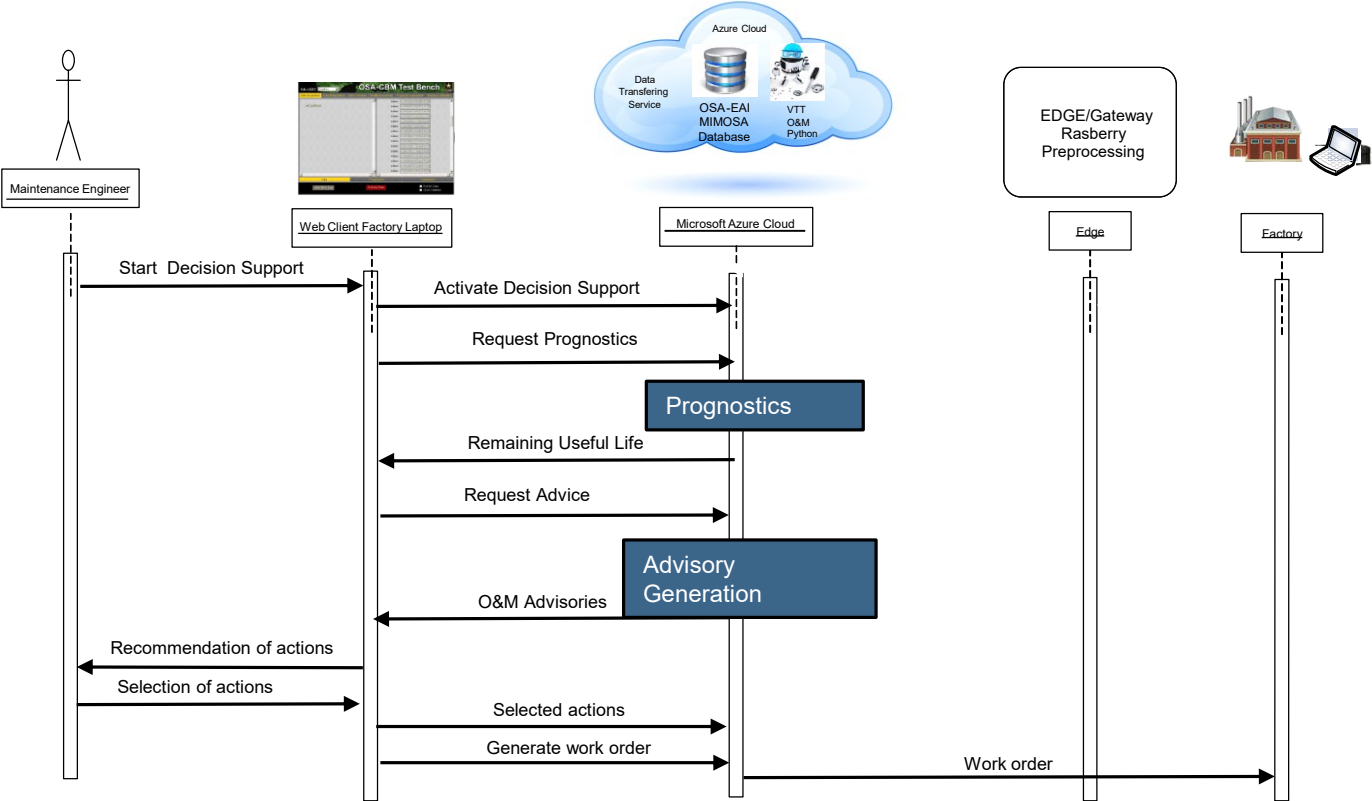 Azure Cloud
Data
Transfering
Service
OSA-EAI
MIMOSA
Database
VTT
O&M
Python
OSA-CBM Test Bench
EDGE/Gateway
Rasberry
Preprocessing
Maintenance Engineer
Web Client Factory Laptop
Microsoft Azure Cloud
Edge
Factory
Start Decision Support
Activate Decision Support
Request Prognostics
Prognostics
Remaining Useful Life
Request Advice
Advisory
Generation
O&M Advisories
Recommendation of actions
Selection of actions
Selected actions
Generate work order
Work order